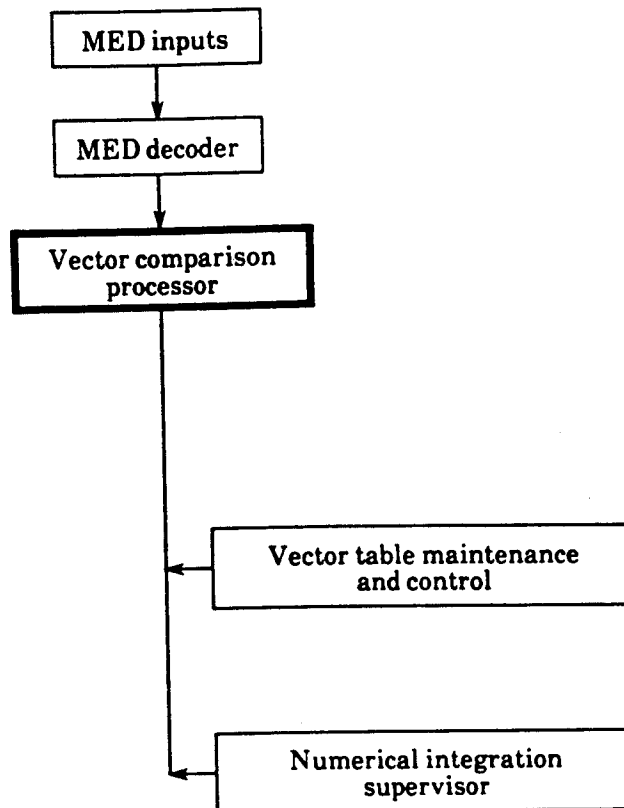 MED inputs
MED decoder
Vector comparison
processor
Vector table maintenance
and control
Numerical integration
supervisor